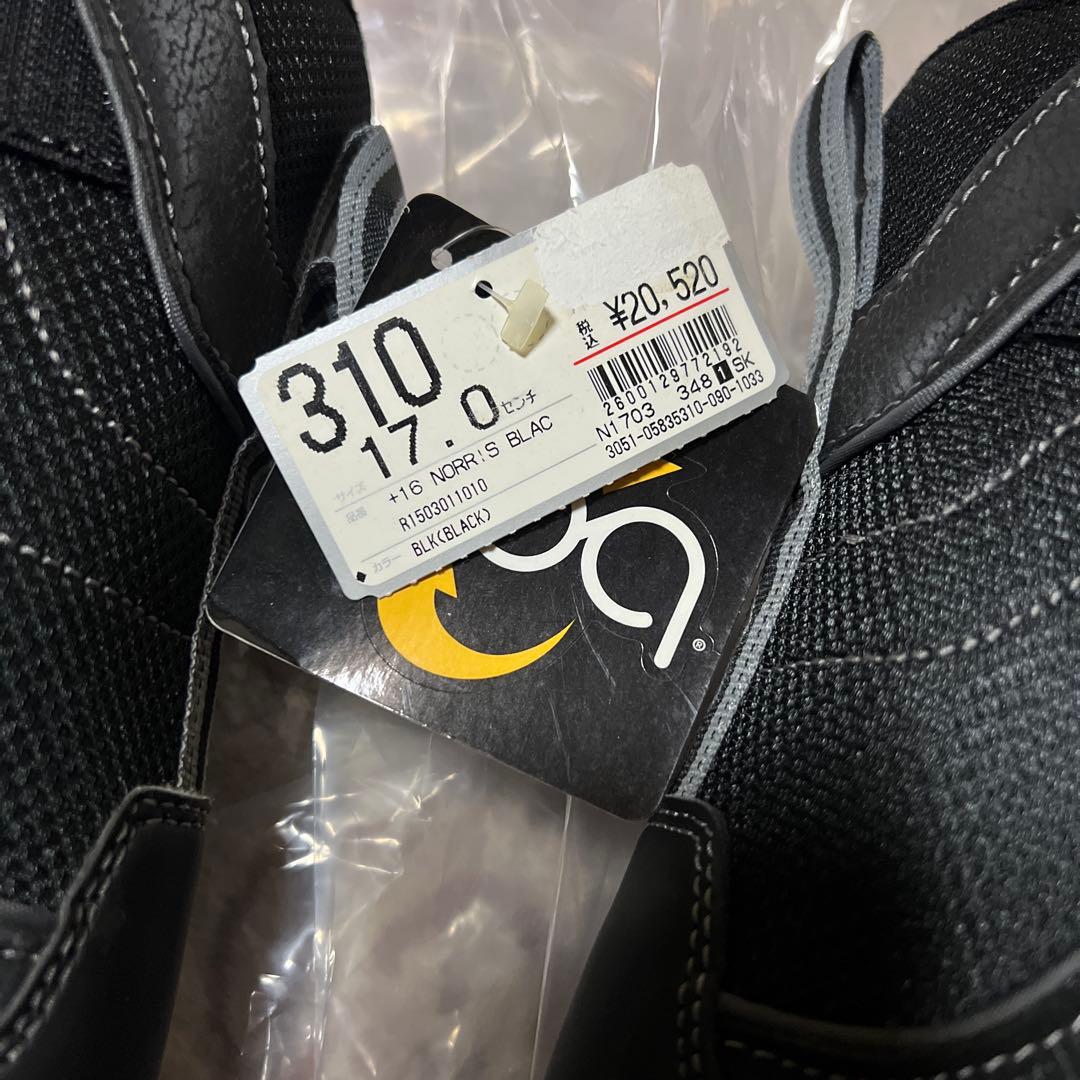 310
サイズ 17.0 センチ
品番 +16 NORRIS BLAC
R1503011010
カラー BLK(BLACK)
税込 ¥20,520
2600129772192
N1703 348 1 SK
3051-05835310-090-1033
®